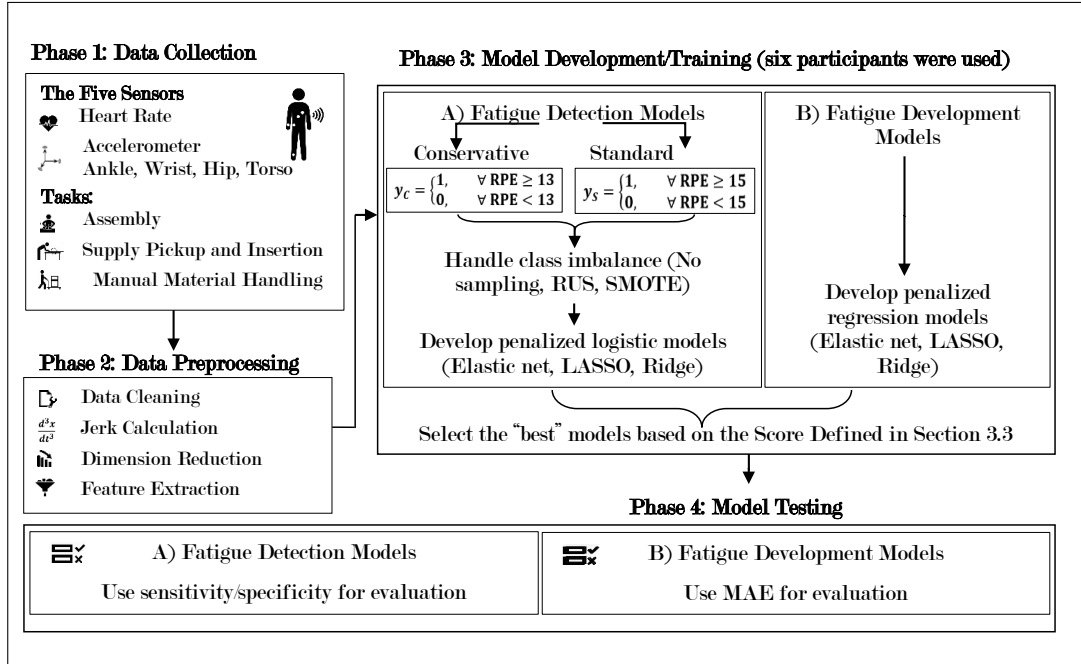 Phase 1: Data Collection
The Five Sensors
Heart Rate
Accelerometer
Ankle, Wrist, Hip, Torso
Tasks:
Assembly
Supply Pickup and Insertion
Manual Material Handling
Phase 2: Data Preprocessing
Data Cleaning
d³x/dt³ Jerk Calculation
Dimension Reduction
Feature Extraction
Phase 3: Model Development/Training (six participants were used)
A) Fatigue Detection Models
Conservative
y_C = {1, ∀ RPE ≥ 13
0, ∀ RPE < 13
Standard
y_S = {1, ∀ RPE ≥ 15
0, ∀ RPE < 15
Handle class imbalance (No
sampling, RUS, SMOTE)
Develop penalized logistic models
(Elastic net, LASSO, Ridge)
B) Fatigue Development
Models
Develop penalized
regression models
(Elastic net, LASSO,
Ridge)
Select the "best" models based on the Score Defined in Section 3.3
Phase 4: Model Testing
A) Fatigue Detection Models
Use sensitivity/specificity for evaluation
B) Fatigue Development Models
Use MAE for evaluation